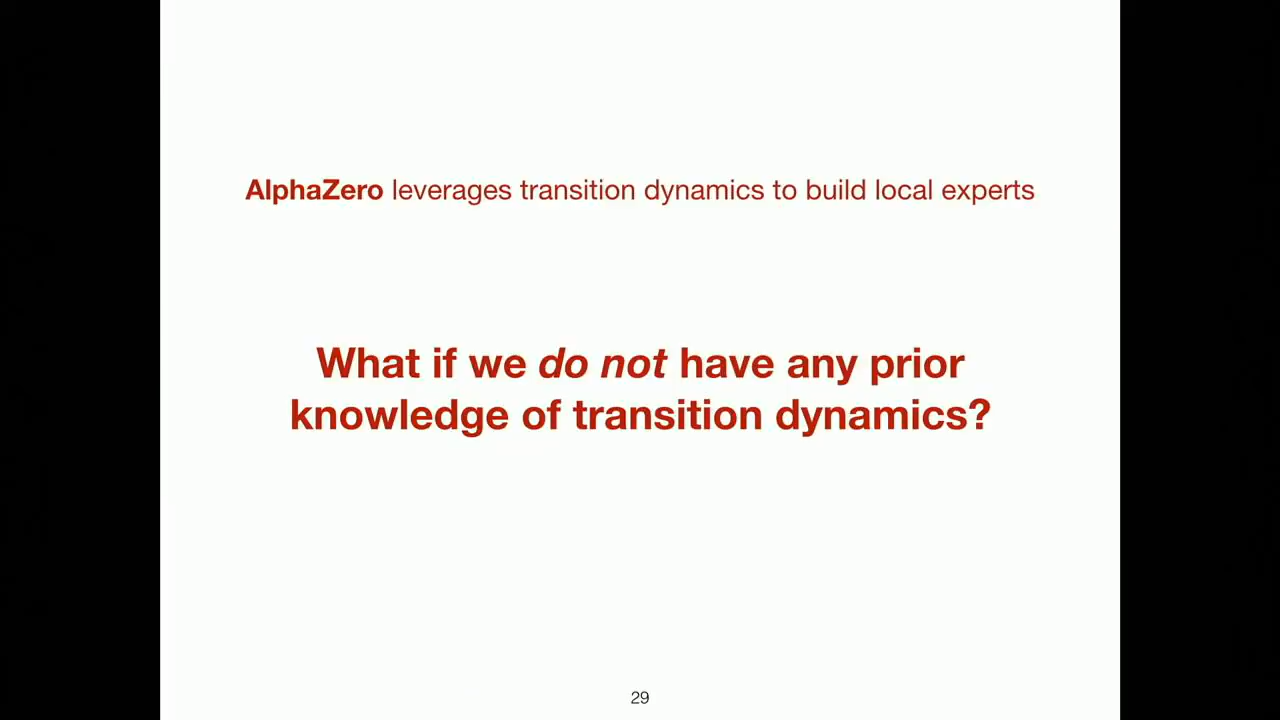 AlphaZero leverages transition dynamics to build local experts
What if we do not have any prior
knowledge of transition dynamics?
29